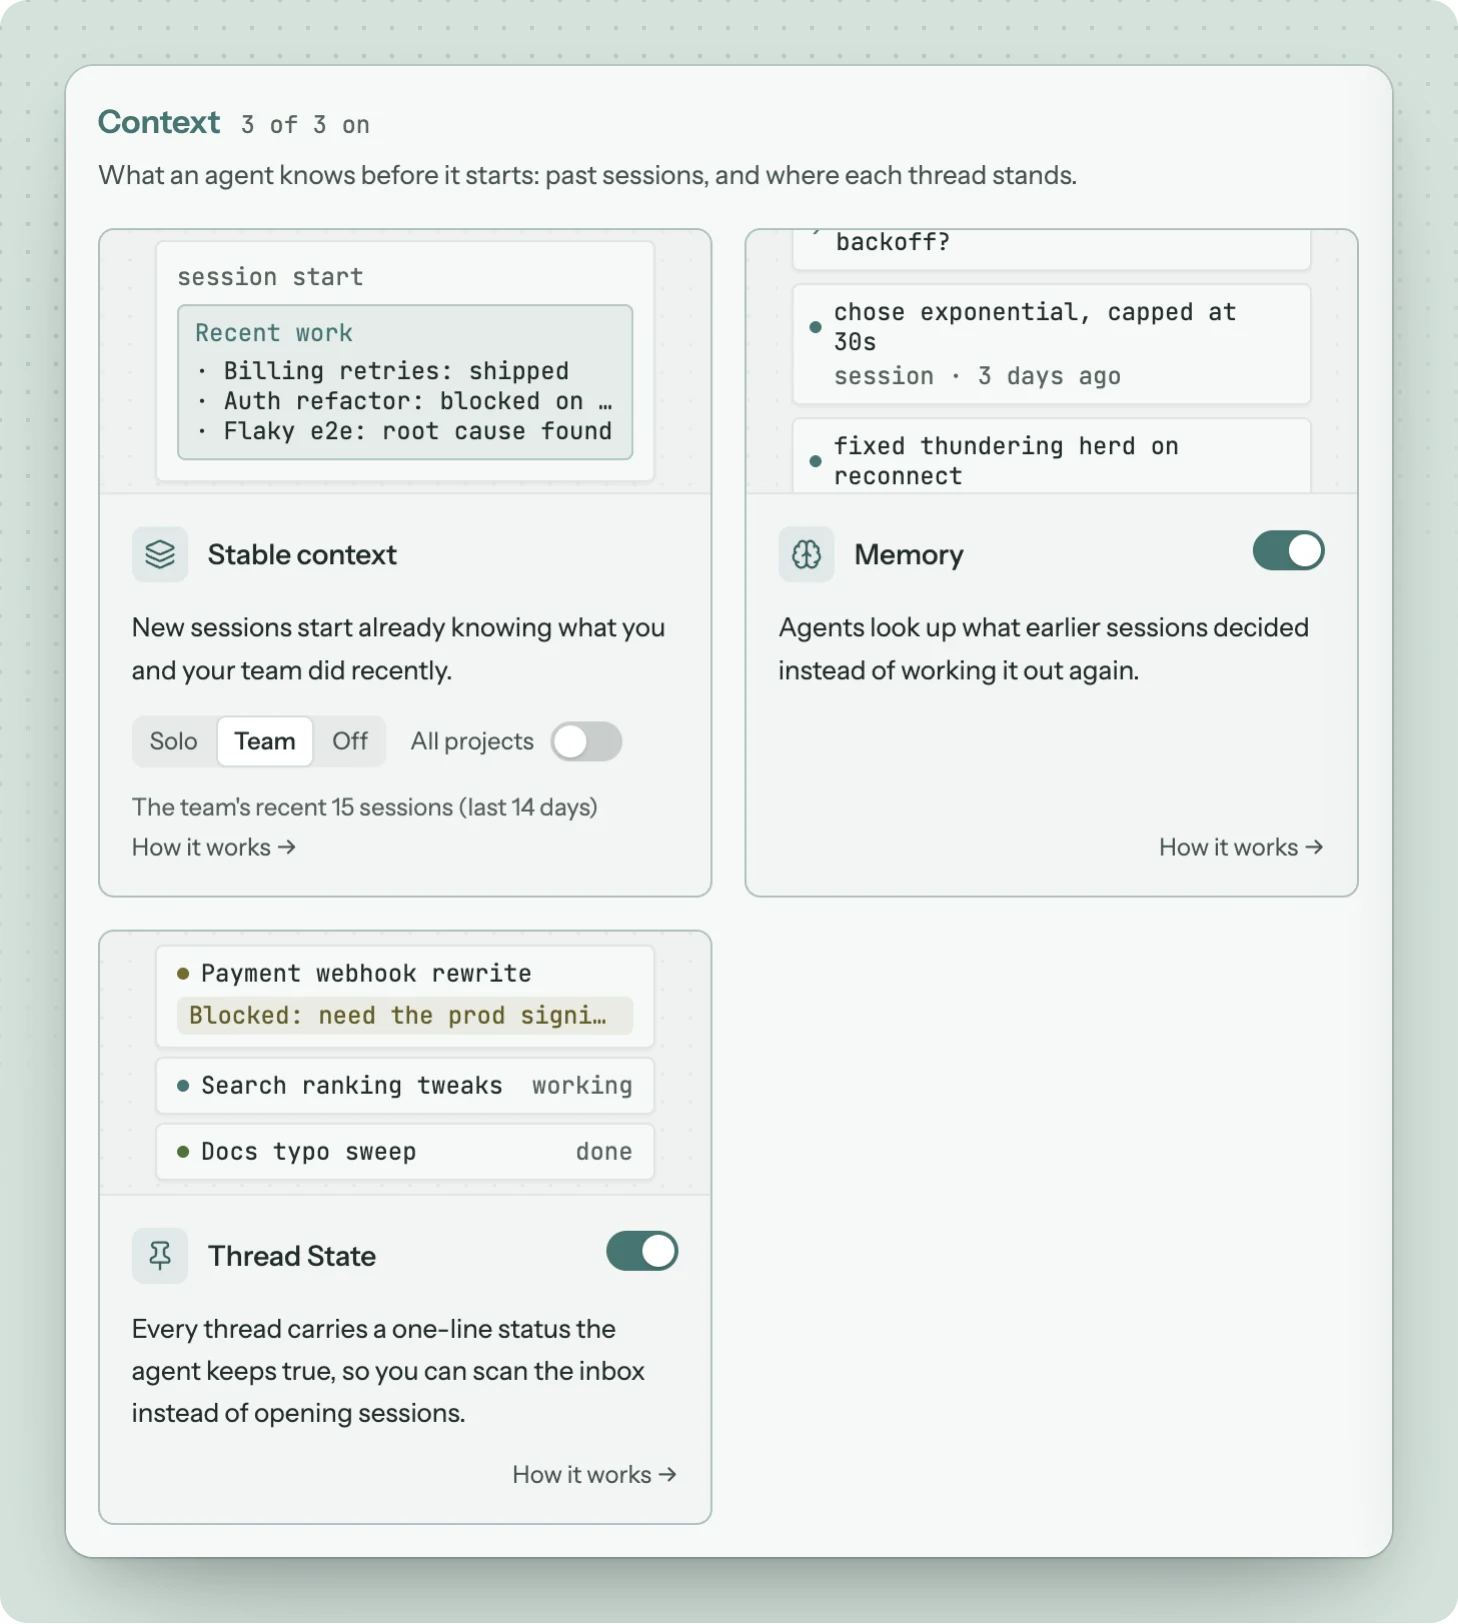 Context 3 of 3 on
What an agent knows before it starts: past sessions, and where each thread stands.
session start
Recent work
· Billing retries: shipped
· Auth refactor: blocked on …
· Flaky e2e: root cause found
Stable context
New sessions start already knowing what you
and your team did recently.
Solo Team Off All projects
The team's recent 15 sessions (last 14 days)
How it works →
backoff?
chose exponential, capped at
30s
session · 3 days ago
fixed thundering herd on
reconnect
Memory
Agents look up what earlier sessions decided
instead of working it out again.
How it works →
Payment webhook rewrite
Blocked: need the prod signi…
Search ranking tweaks working
Docs typo sweep done
Thread State
Every thread carries a one-line status the
agent keeps true, so you can scan the inbox
instead of opening sessions.
How it works →